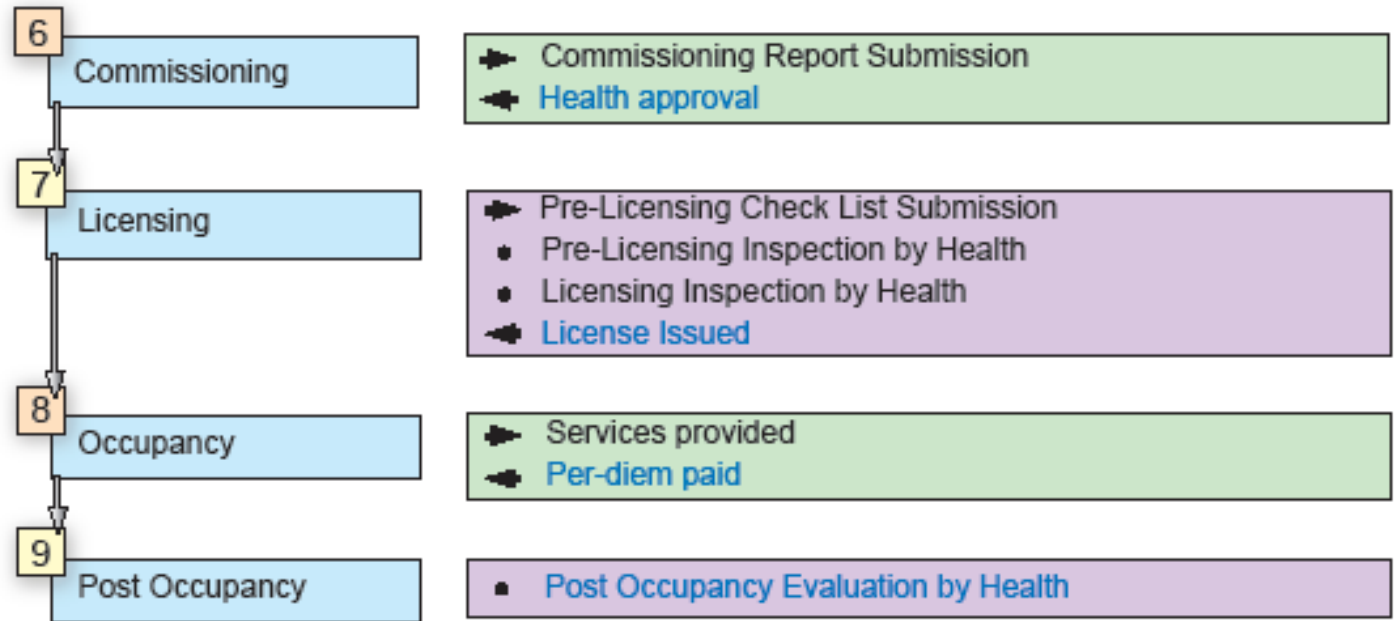 6
Commissioning
Commissioning Report Submission
Health approval
7
Licensing
Pre-Licensing Check List Submission
Pre-Licensing Inspection by Health
Licensing Inspection by Health
License Issued
8
Occupancy
Services provided
Per-diem paid
9
Post Occupancy
Post Occupancy Evaluation by Health